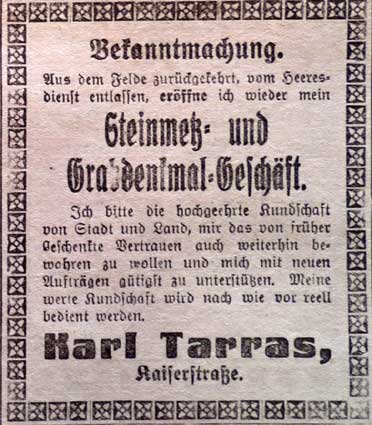 Bekanntmachung.
Aus dem Felde zurückgekehrt, vom Heeres-
dienst entlassen, eröffne ich wieder mein
Steinmetz- und
Grabdenkmal-Geschäft.
Ich bitte die hochgeehrte Kundschaft
von Stadt und Land, mir das von früher
geschenkte Vertrauen auch weiterhin be-
wahren zu wollen und mich mit neuen
Aufträgen gütigst zu unterstützen. Meine
werte Kundschaft wird nach wie vor reell
bedient werden.
Karl Tarras,
Kaiserstraße.